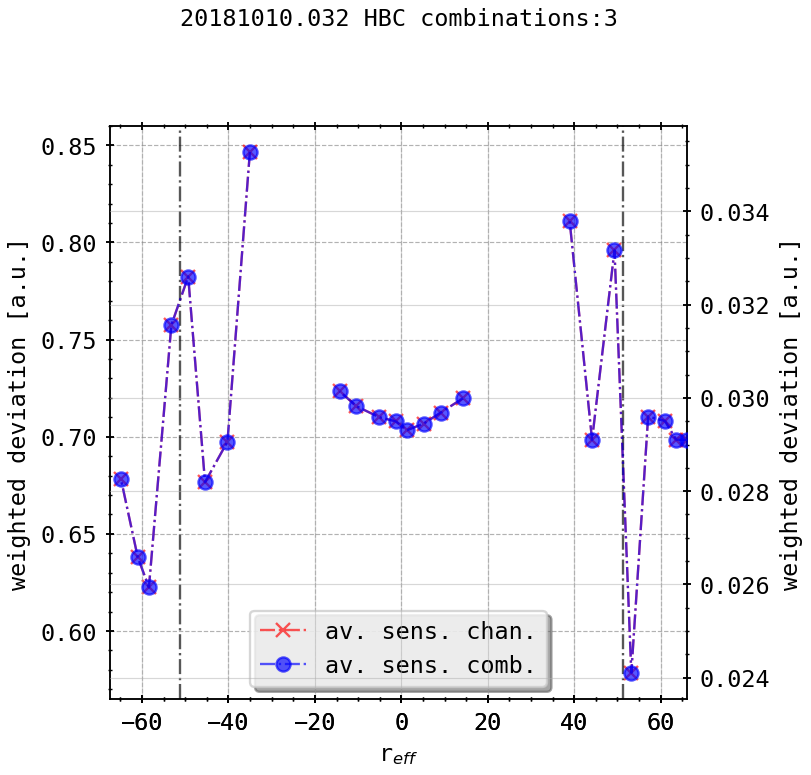 20181010.032 HBC combinations:3
weighted deviation [a.u.]
0.85
0.80
0.75
0.70
0.65
0.60
0.034
0.032
0.030
0.028
0.026
0.024
weighted deviation [a.u.]
av. sens. chan.
av. sens. comb.
−60 −40 −20 0 20 40 60
r_eff